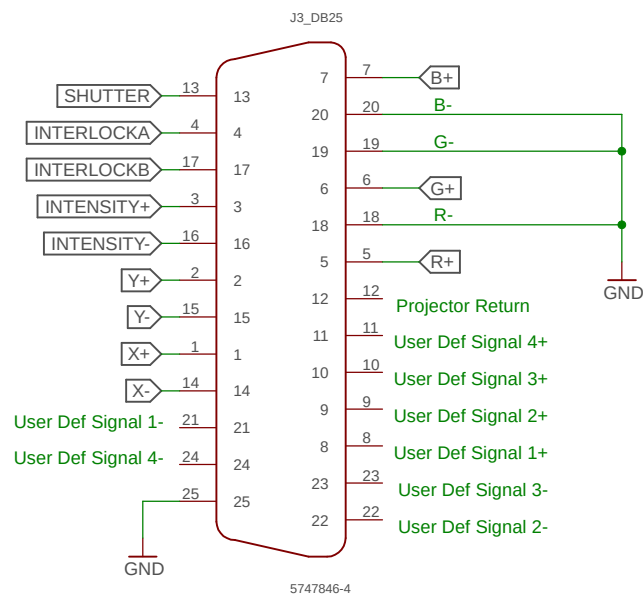 J3_DB25
SHUTTER 13 13
INTERLOCKA 4 4
INTERLOCKB 17 17
INTENSITY+ 3 3
INTENSITY- 16 16
Y+ 2 2
Y- 15 15
X+ 1 1
X- 14 14
User Def Signal 1- 21 21
User Def Signal 4- 24 24
25 25
GND
7 7 B+
20 20 B-
19 19 G-
6 6 G+
18 18 R-
5 5 R+
GND
12 12 Projector Return
11 11 User Def Signal 4+
10 10 User Def Signal 3+
9 9 User Def Signal 2+
8 8 User Def Signal 1+
23 23 User Def Signal 3-
22 22 User Def Signal 2-
5747846-4